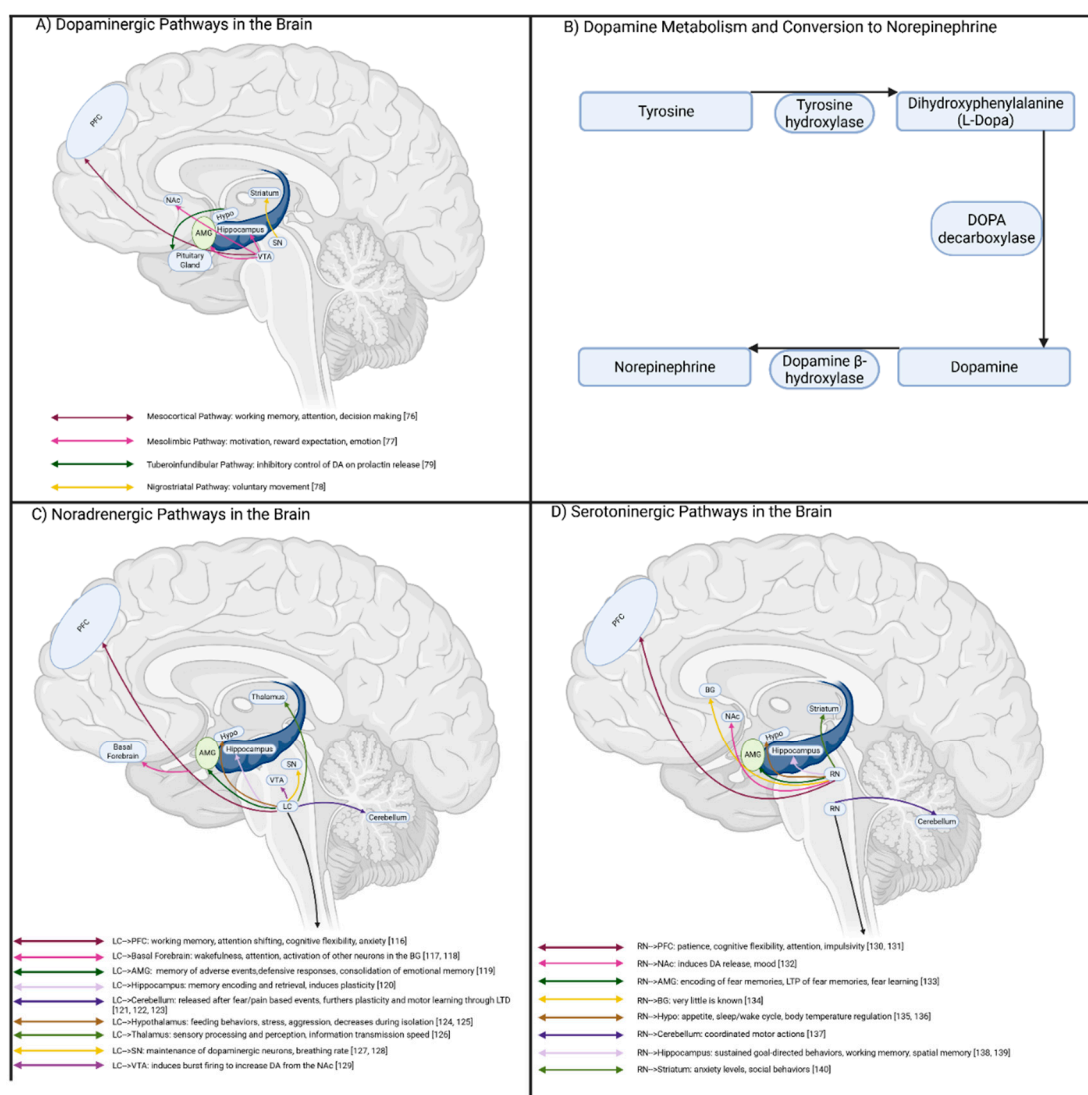 A) Dopaminergic Pathways in the Brain
PFC
NAc
Striatum
Hypo
AMG
Hippocampus
SN
VTA
Pituitary
Gland
Mesocortical Pathway: working memory, attention, decision making [76]
Mesolimbic Pathway: motivation, reward expectation, emotion [77]
Tuberoinfundibular Pathway: inhibitory control of DA on prolactin release [79]
Nigrostriatal Pathway: voluntary movement [78]
B) Dopamine Metabolism and Conversion to Norepinephrine
Tyrosine
Tyrosine
hydroxylase
Dihydroxyphenylalanine
(L-Dopa)
DOPA
decarboxylase
Norepinephrine
Dopamine β-
hydroxylase
Dopamine
C) Noradrenergic Pathways in the Brain
PFC
Thalamus
Hypo
Basal
Forebrain
AMG
Hippocampus
SN
VTA
LC
Cerebellum
LC-->PFC: working memory, attention shifting, cognitive flexibility, anxiety [116]
LC-->Basal Forebrain: wakefulness, attention, activation of other neurons in the BG [117, 118]
LC-->AMG: memory of adverse events,defensive responses, consolidation of emotional memory [119]
LC-->Hippocampus: memory encoding and retrieval, induces plasticity [120]
LC-->Cerebellum: released after fear/pain based events, furthers plasticity and motor learning through LTD
[121, 122, 123]
LC-->Hypothalamus: feeding behaviors, stress, aggression, decreases during isolation [124, 125]
LC-->Thalamus: sensory processing and perception, information transmission speed [126]
LC-->SN: maintenance of dopaminergic neurons, breathing rate [127, 128]
LC-->VTA: induces burst firing to increase DA from the NAc [129]
D) Serotoninergic Pathways in the Brain
PFC
BG
NAc
Striatum
Hypo
AMG
Hippocampus
RN
RN
Cerebellum
RN-->PFC: patience, cognitive flexibility, attention, impulsivity [130, 131]
RN-->NAc: induces DA release, mood [132]
RN-->AMG: encoding of fear memories, LTP of fear memories, fear learning [133]
RN-->BG: very little is known [134]
RN-->Hypo: appetite, sleep/wake cycle, body temperature regulation [135, 136]
RN-->Cerebellum: coordinated motor actions [137]
RN-->Hippocampus: sustained goal-directed behaviors, working memory, spatial memory [138, 139]
RN-->Striatum: anxiety levels, social behaviors [140]